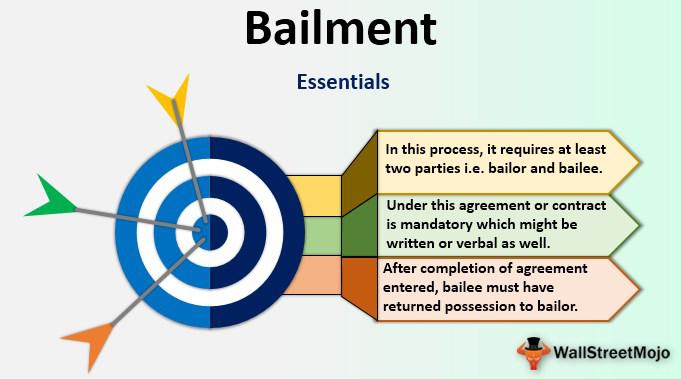 Bailment
Essentials
In this process, it requires at least
two parties i.e. bailor and bailee.
Under this agreement or contract
is mandatory which might be
written or verbal as well.
After completion of agreement
entered, bailee must have
returned possession to bailor.
WallStreetMojo